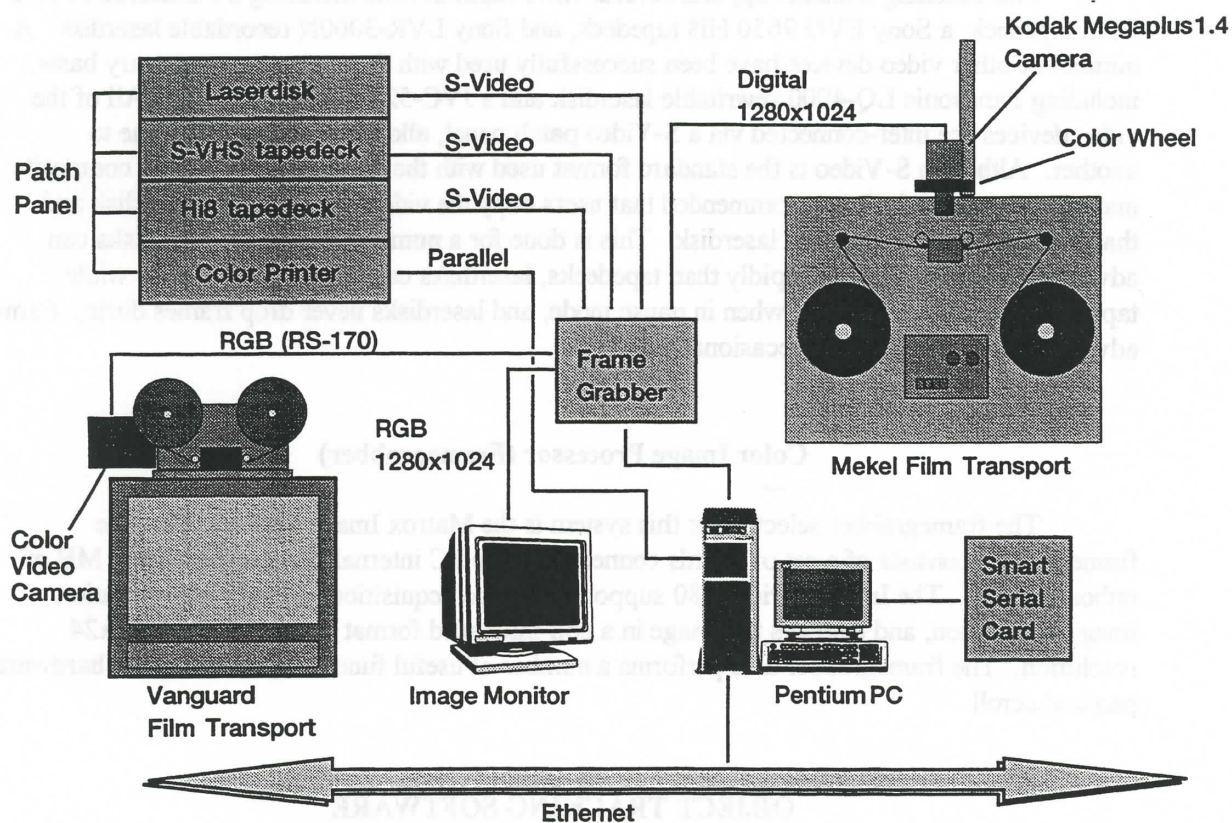 Kodak Megaplus1.4
Camera
Color Wheel
Digital
1280x1024
Laserdisk
S-VHS tapedeck
Hi8 tapedeck
Color Printer
Patch
Panel
S-Video
S-Video
S-Video
Parallel
RGB (RS-170)
Frame
Grabber
Mekel Film Transport
RGB
1280x1024
Color
Video
Camera
Smart
Serial
Card
Vanguard
Film Transport
Image Monitor
Pentium PC
Ethernet